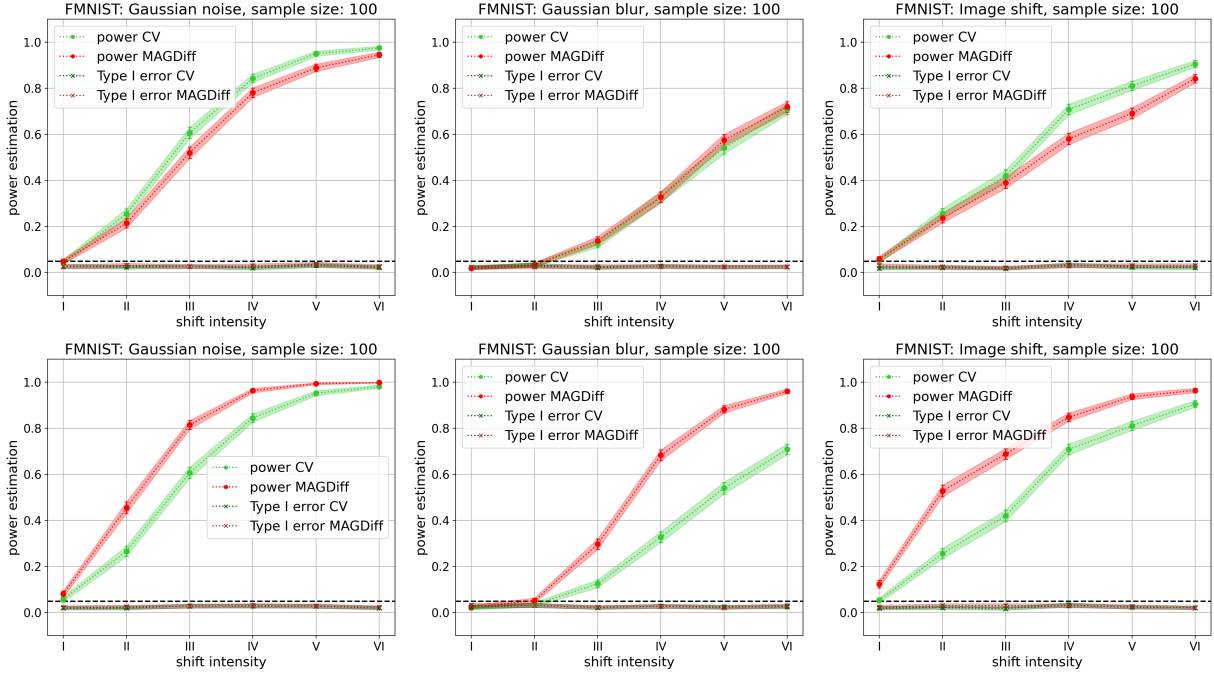 FMNIST: Gaussian noise, sample size: 100
power CV
power MAGDiff
Type I error CV
Type I error MAGDiff
power estimation
1.0
0.8
0.6
0.4
0.2
0.0
I II III IV V VI
shift intensity
FMNIST: Gaussian blur, sample size: 100
power CV
power MAGDiff
Type I error CV
Type I error MAGDiff
power estimation
1.0
0.8
0.6
0.4
0.2
0.0
I II III IV V VI
shift intensity
FMNIST: Image shift, sample size: 100
power CV
power MAGDiff
Type I error CV
Type I error MAGDiff
power estimation
1.0
0.8
0.6
0.4
0.2
0.0
I II III IV V VI
shift intensity
FMNIST: Gaussian noise, sample size: 100
power CV
power MAGDiff
Type I error CV
Type I error MAGDiff
power estimation
1.0
0.8
0.6
0.4
0.2
0.0
I II III IV V VI
shift intensity
FMNIST: Gaussian blur, sample size: 100
power CV
power MAGDiff
Type I error CV
Type I error MAGDiff
power estimation
1.0
0.8
0.6
0.4
0.2
0.0
I II III IV V VI
shift intensity
FMNIST: Image shift, sample size: 100
power CV
power MAGDiff
Type I error CV
Type I error MAGDiff
power estimation
1.0
0.8
0.6
0.4
0.2
0.0
I II III IV V VI
shift intensity